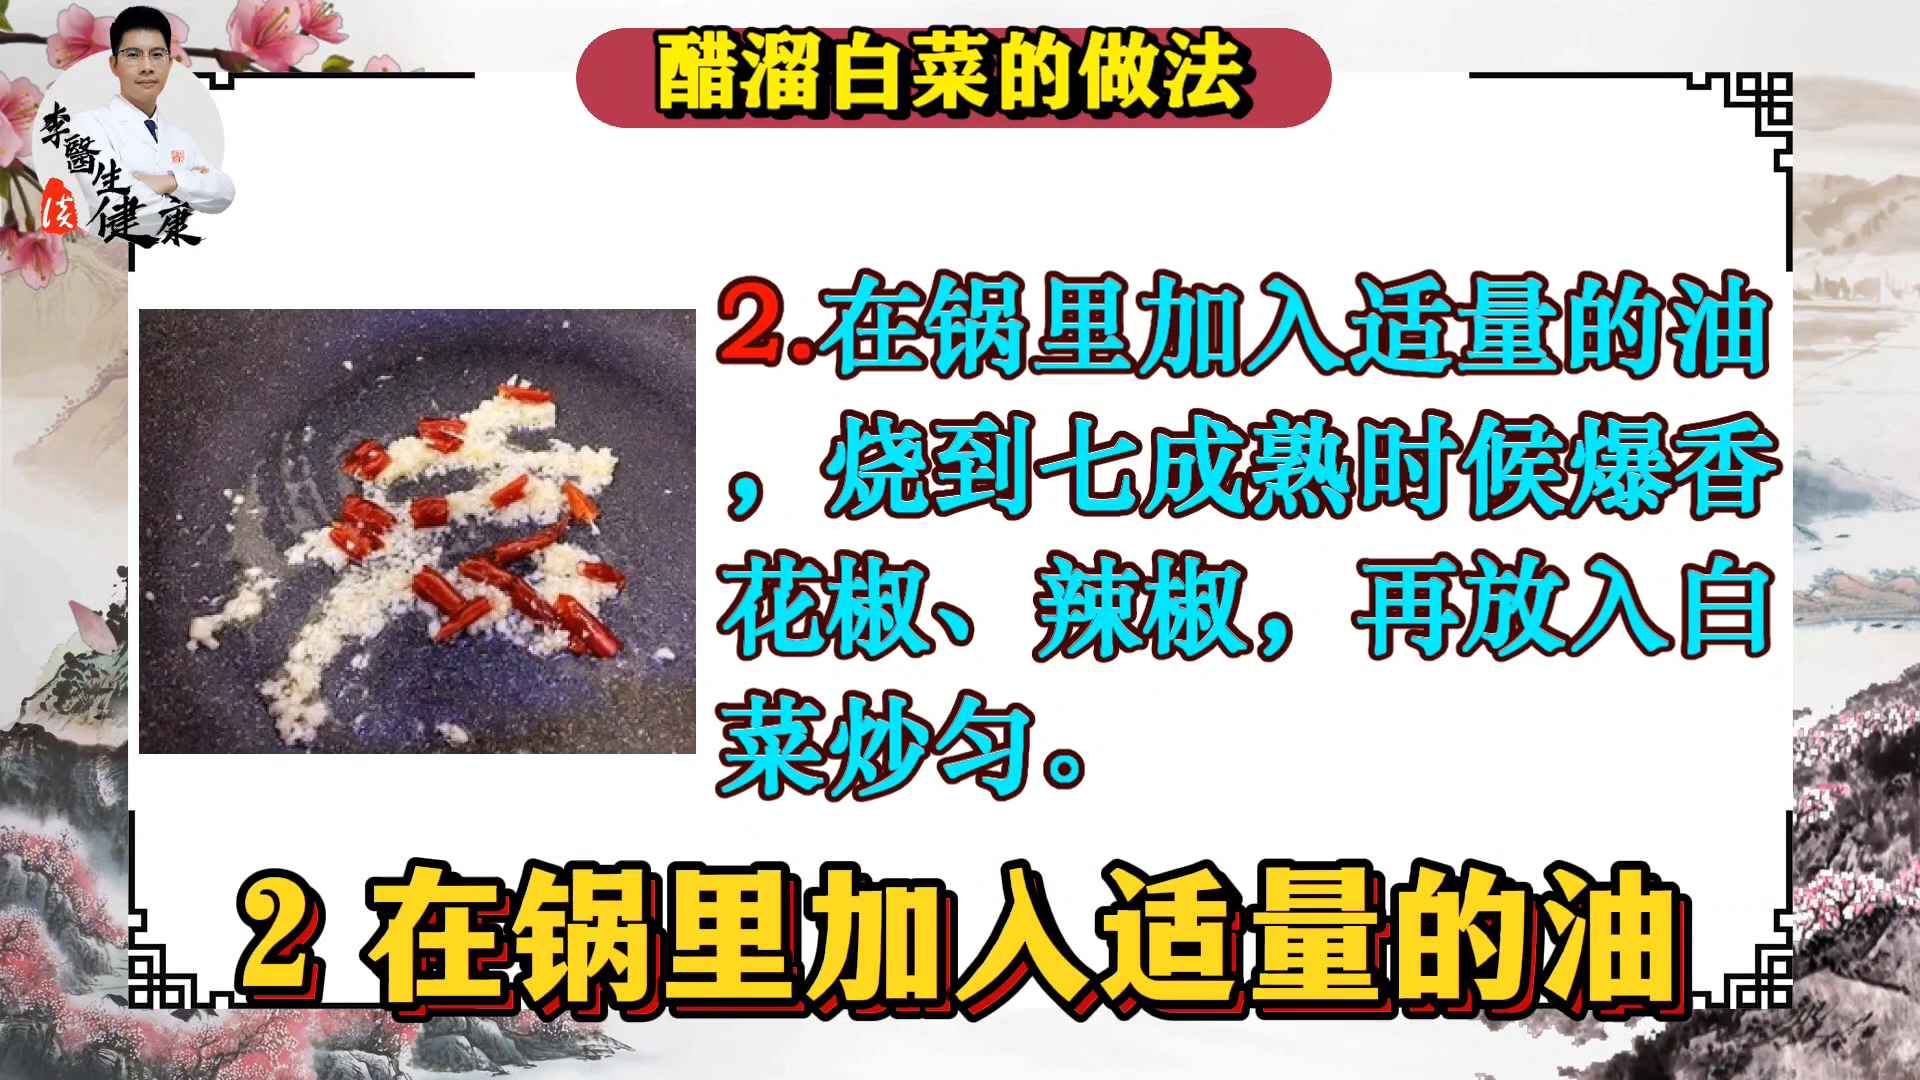 醋溜白菜的做法
李醫生
谈健康
2.在锅里加入适量的油
，烧到七成熟时候爆香
花椒、辣椒，再放入白
菜炒匀。
2 在锅里加入适量的油